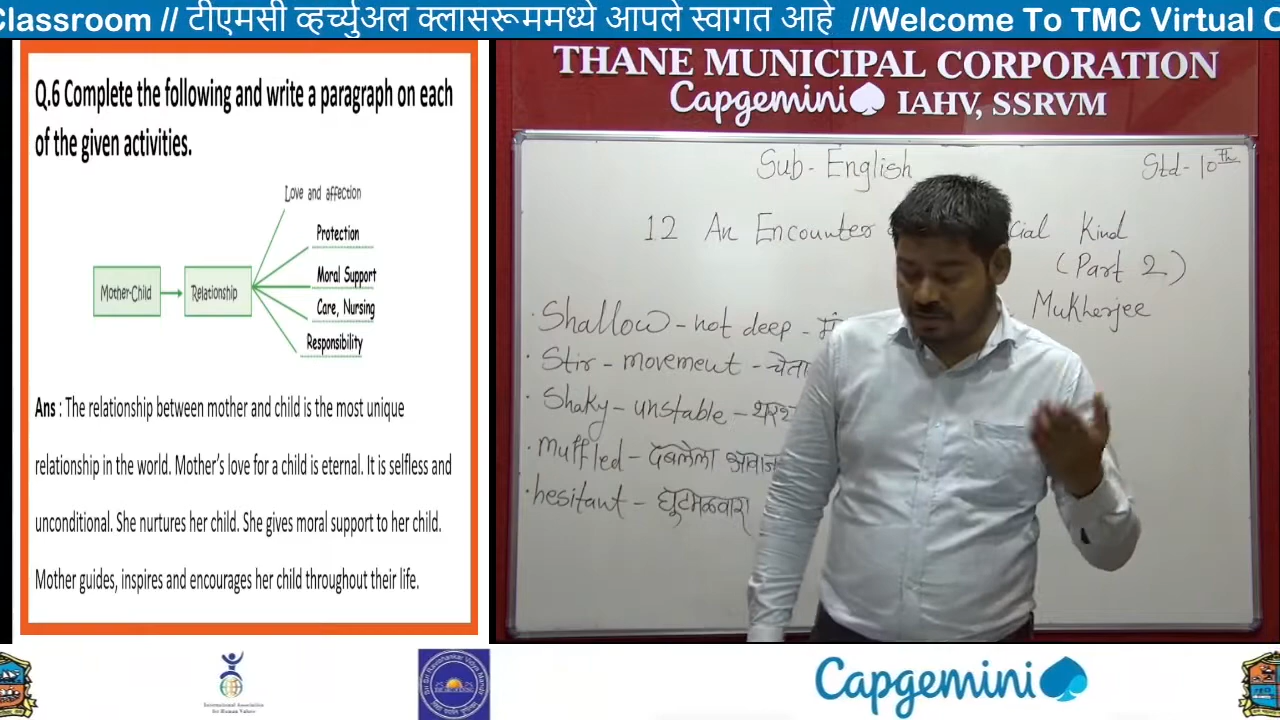 Classroom // टीएमसी व्हर्च्युअल क्लासरूममध्ये आपले स्वागत आहे //Welcome To TMC Virtual C
Q.6 Complete the following and write a paragraph on each
of the given activities.
Love and affection
Protection
Mother-Child
Relationship
Moral Support
Care, Nursing
Responsibility
Ans : The relationship between mother and child is the most unique
relationship in the world. Mother's love for a child is eternal. It is selfless and
unconditional. She nurtures her child. She gives moral support to her child.
Mother guides, inspires and encourages her child throughout their life.
THANE MUNICIPAL CORPORATION
Capgemini IAHV, SSRVM
Sub - English
Std - 10th
12 An Encounter Kind
(Part 2)
Mukherjee
· Shallow - not deep -
· Stir - movement -
· Shaky - unstable -
· muffled - दबलेला आवाज
· hesitant - घुटमळवारा
International Association
for Human Values
Capgemini